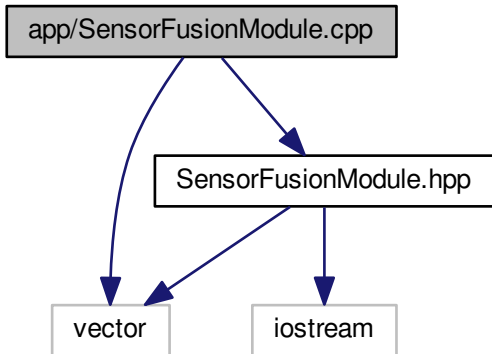 app/SensorFusionModule.cpp
SensorFusionModule.hpp
vector
iostream